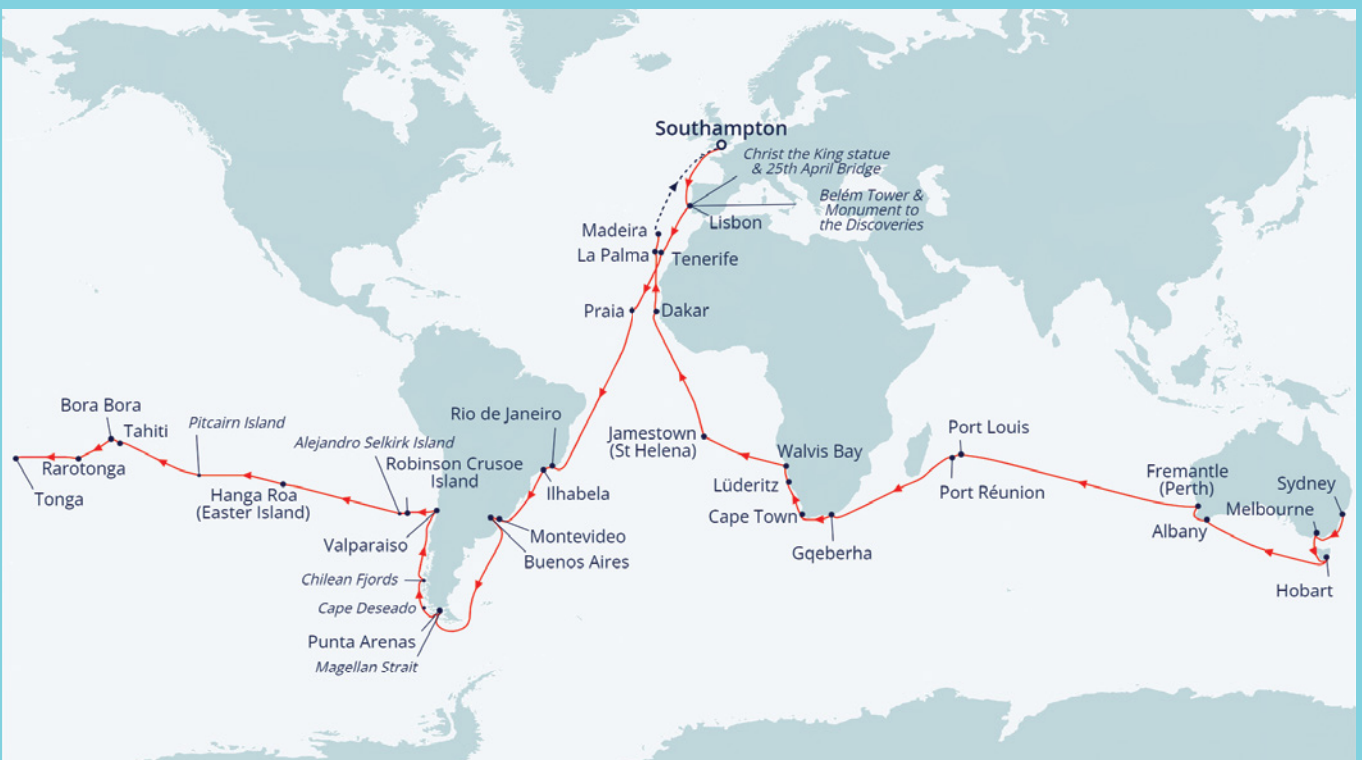 Southampton
Christ the King statue
& 25th April Bridge
Belém Tower &
Monument to
the Discoveries
Lisbon
Madeira
La Palma
Tenerife
Praia
Dakar
Bora Bora
Tahiti
Pitcairn Island
Rio de Janeiro
Alejandro Selkirk Island
Robinson Crusoe
Island
Rarotonga
Tonga
Hanga Roa
(Easter Island)
Ilhabela
Valparaiso
Montevideo
Buenos Aires
Chilean Fjords
Cape Deseado
Punta Arenas
Magellan Strait
Jamestown
(St Helena)
Walvis Bay
Lüderitz
Cape Town
Gqeberha
Port Louis
Port Réunion
Fremantle
(Perth)
Albany
Melbourne
Sydney
Hobart